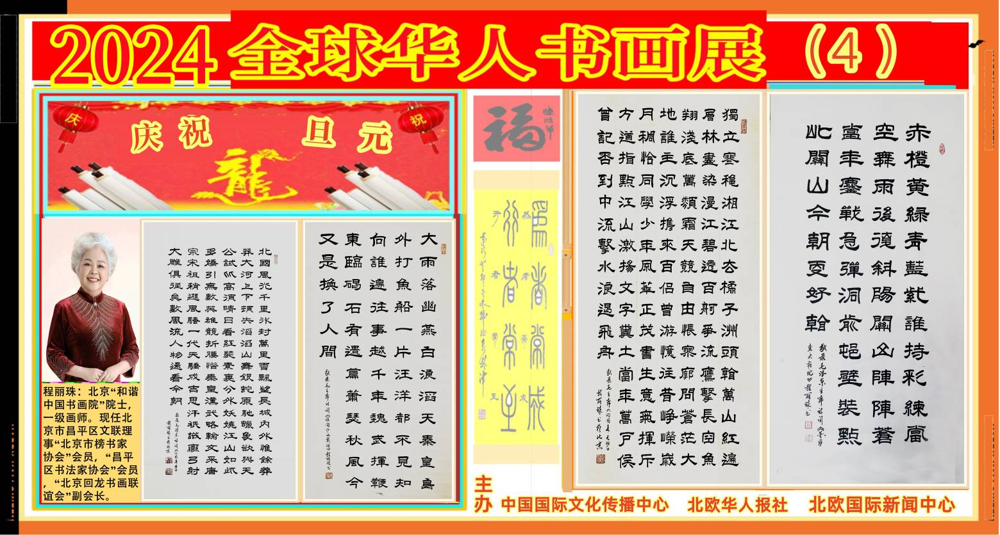 2024全球华人书画展（4）
庆
祝
庆祝 元旦
龍
程丽珠：北京“和谐
中国书画院”院士，
一级画师。现任北
京市昌平区文联理
事“北京市榜书家
协会”会员，“昌平
区书法家协会”会员
，“北京回龙书画联
谊会”副会长。
北國風光千里冰封萬里雪飄望長城內外惟餘莽
莽大河上下頓失滔滔山舞銀蛇原馳蠟象欲與天
公試比高須晴日看紅裝素裹分外妖嬈江山如此
多嬌引無數英雄競折腰惜秦皇漢武略輸文采唐
宗宋祖稍遜風騷一代天驕成吉思汗祇識彎弓射
大雕俱往矣數風流人物還看今朝
大雨落幽燕白浪滔天秦皇島
外打魚船一片汪洋都不見知
向誰邊往事越千年魏武揮鞭
東臨碣石有遺篇蕭瑟秋風今
又是换了人間
福
為者常成
行者常至
獨立寒穐湘江北去橘子洲頭看萬山紅遍
層林盡染漫江碧透百舸爭流鷹擊長空魚
翔淺底萬類霜天競自由悵寥廓問蒼茫大
地誰主沉浮攜來百侣曾游憶往昔崢嶸歲
月稠恰同學少年風華正茂書生意氣揮斥
方遒指點江山激揚文字糞土當年萬戶侯
曾記否到中流擊水浪遏飛舟
赤橙黄緑青藍紫誰持彩練當
空舞雨後復斜陽關山陣陣蒼
當年鏖戰急彈洞前邨壁裝點
此關山今朝更好看
主办 中国国际文化传播中心 北欧华人报社 北欧国际新闻中心